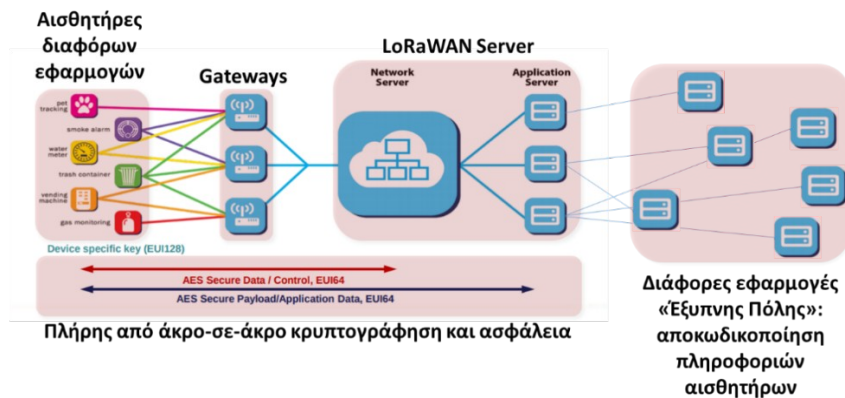 Αισθητήρες
διαφόρων
εφαρμογών
Gateways
LoRaWAN Server
Network
Server
Application
Server
pet
tracking
smoke alarm
water
meter
trash container
vending
machine
gas monitoring
Device specific key (EUI128)
AES Secure Data / Control, EUI64
AES Secure Payload/Application Data, EUI64
Πλήρης από άκρο-σε-άκρο κρυπτογράφηση και ασφάλεια
Διάφορες εφαρμογές
«Έξυπνης Πόλης»:
αποκωδικοποίηση
πληροφοριών
αισθητήρων